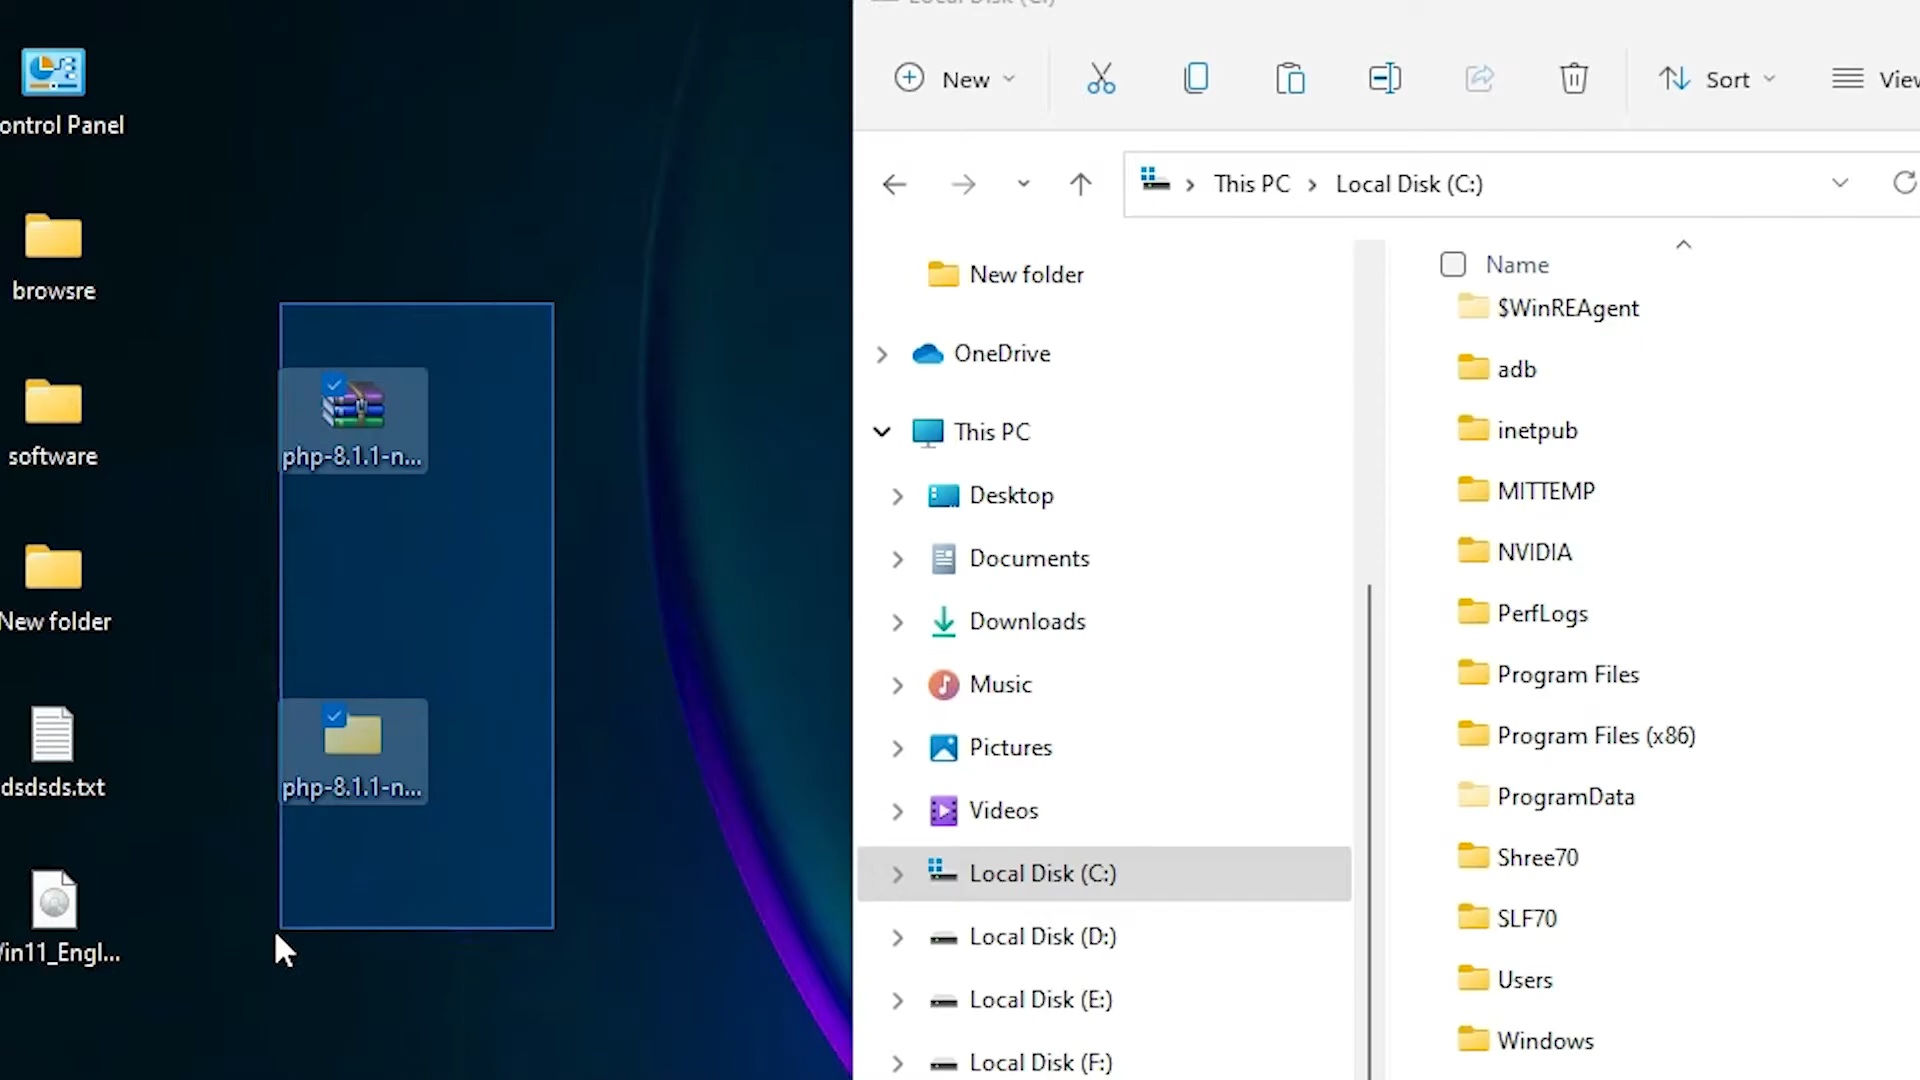 ontrol Panel
browsre
software
New folder
dsdsds.txt
in11_Engl...
php-8.1.1-n...
php-8.1.1-n...
Local Disk (C:)
New
Sort
View
This PC
Local Disk (C:)
New folder
OneDrive
This PC
Desktop
Documents
Downloads
Music
Pictures
Videos
Local Disk (C:)
Local Disk (D:)
Local Disk (E:)
Local Disk (F:)
Name
$WinREAgent
adb
inetpub
MITTEMP
NVIDIA
PerfLogs
Program Files
Program Files (x86)
ProgramData
Shree70
SLF70
Users
Windows